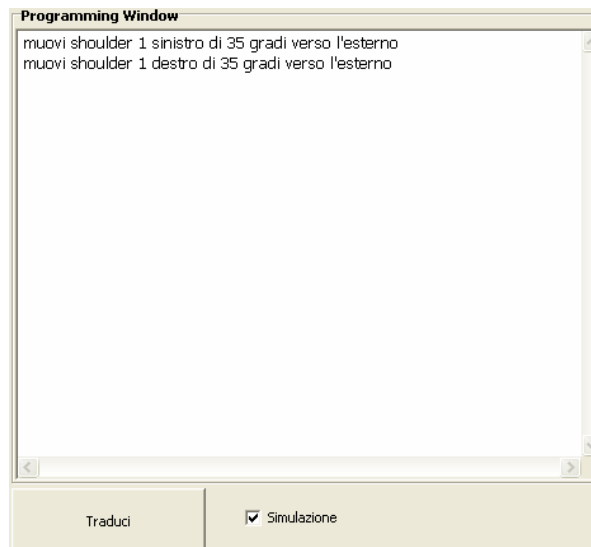 Programming Window
muovi shoulder 1 sinistro di 35 gradi verso l'esterno
muovi shoulder 1 destro di 35 gradi verso l'esterno
Traduci
Simulazione